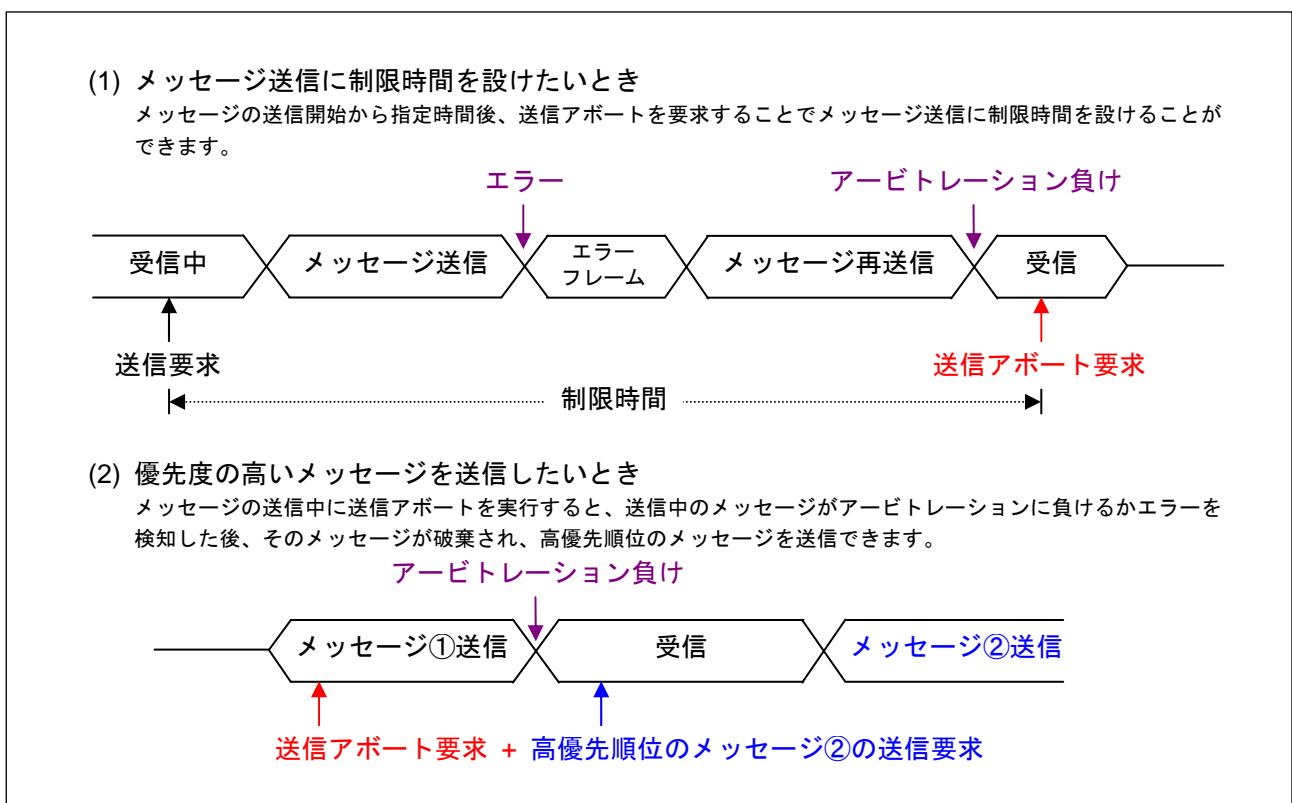 (1) メッセージ送信に制限時間を設けたいとき
メッセージの送信開始から指定時間後、送信アボートを要求することでメッセージ送信に制限時間を設けることが
できます。
エラー
アービトレーション負け
受信中
メッセージ送信
エラー
フレーム
メッセージ再送信
受信
送信要求
送信アボート要求
制限時間
(2) 優先度の高いメッセージを送信したいとき
メッセージの送信中に送信アボートを実行すると、送信中のメッセージがアービトレーションに負けるかエラーを
検知した後、そのメッセージが破棄され、高優先順位のメッセージを送信できます。
アービトレーション負け
メッセージ①送信
受信
メッセージ②送信
送信アボート要求 + 高優先順位のメッセージ②の送信要求